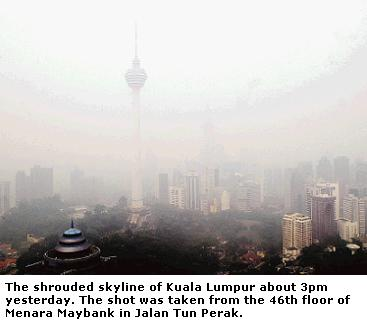 The shrouded skyline of Kuala Lumpur about 3pm
yesterday. The shot was taken from the 46th floor of
Menara Maybank in Jalan Tun Perak.